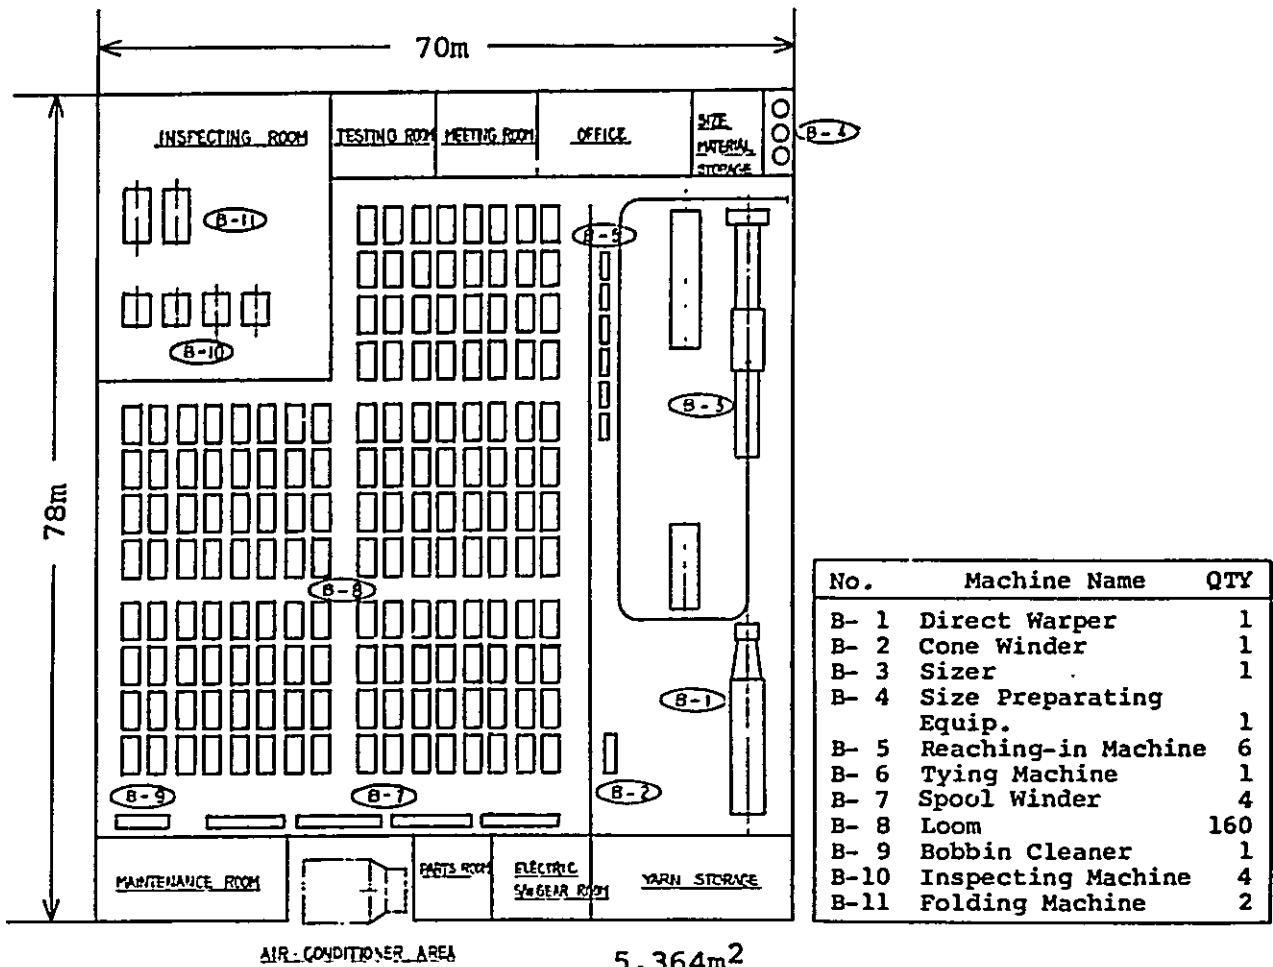 70m
INSPECTING ROOM
TESTING ROOM
MEETING ROOM
OFFICE
SIZE
MATERIAL
STORAGE
B-4
B-11
B-5
B-10
B-3
78m
B-8
B-1
B-9
B-7
B-2
MAINTENANCE ROOM
PARTS ROOM
ELECTRIC
SW GEAR ROOM
YARN STORAGE
AIR-CONDITIONER AREA
5,364m²
No. Machine Name QTY
B- 1 Direct Warper 1
B- 2 Cone Winder 1
B- 3 Sizer 1
B- 4 Size Preparating
Equip. 1
B- 5 Reaching-in Machine 6
B- 6 Tying Machine 1
B- 7 Spool Winder 4
B- 8 Loom 160
B- 9 Bobbin Cleaner 1
B-10 Inspecting Machine 4
B-11 Folding Machine 2